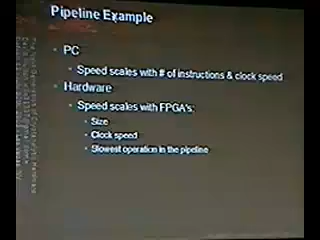 Pipeline Example
PC
Speed scales with # of instructions & clock speed
Hardware
Speed scales with FPGA's:
Size
Clock speed
Slowest operation in the pipeline